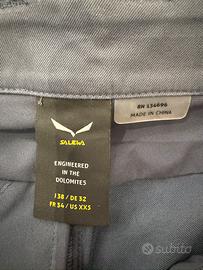 SALEWA
ENGINEERED
IN THE
DOLOMITES
I 38 / DE 32
FR 34 / US XXS
RN 134696
MADE IN CHINA
subito